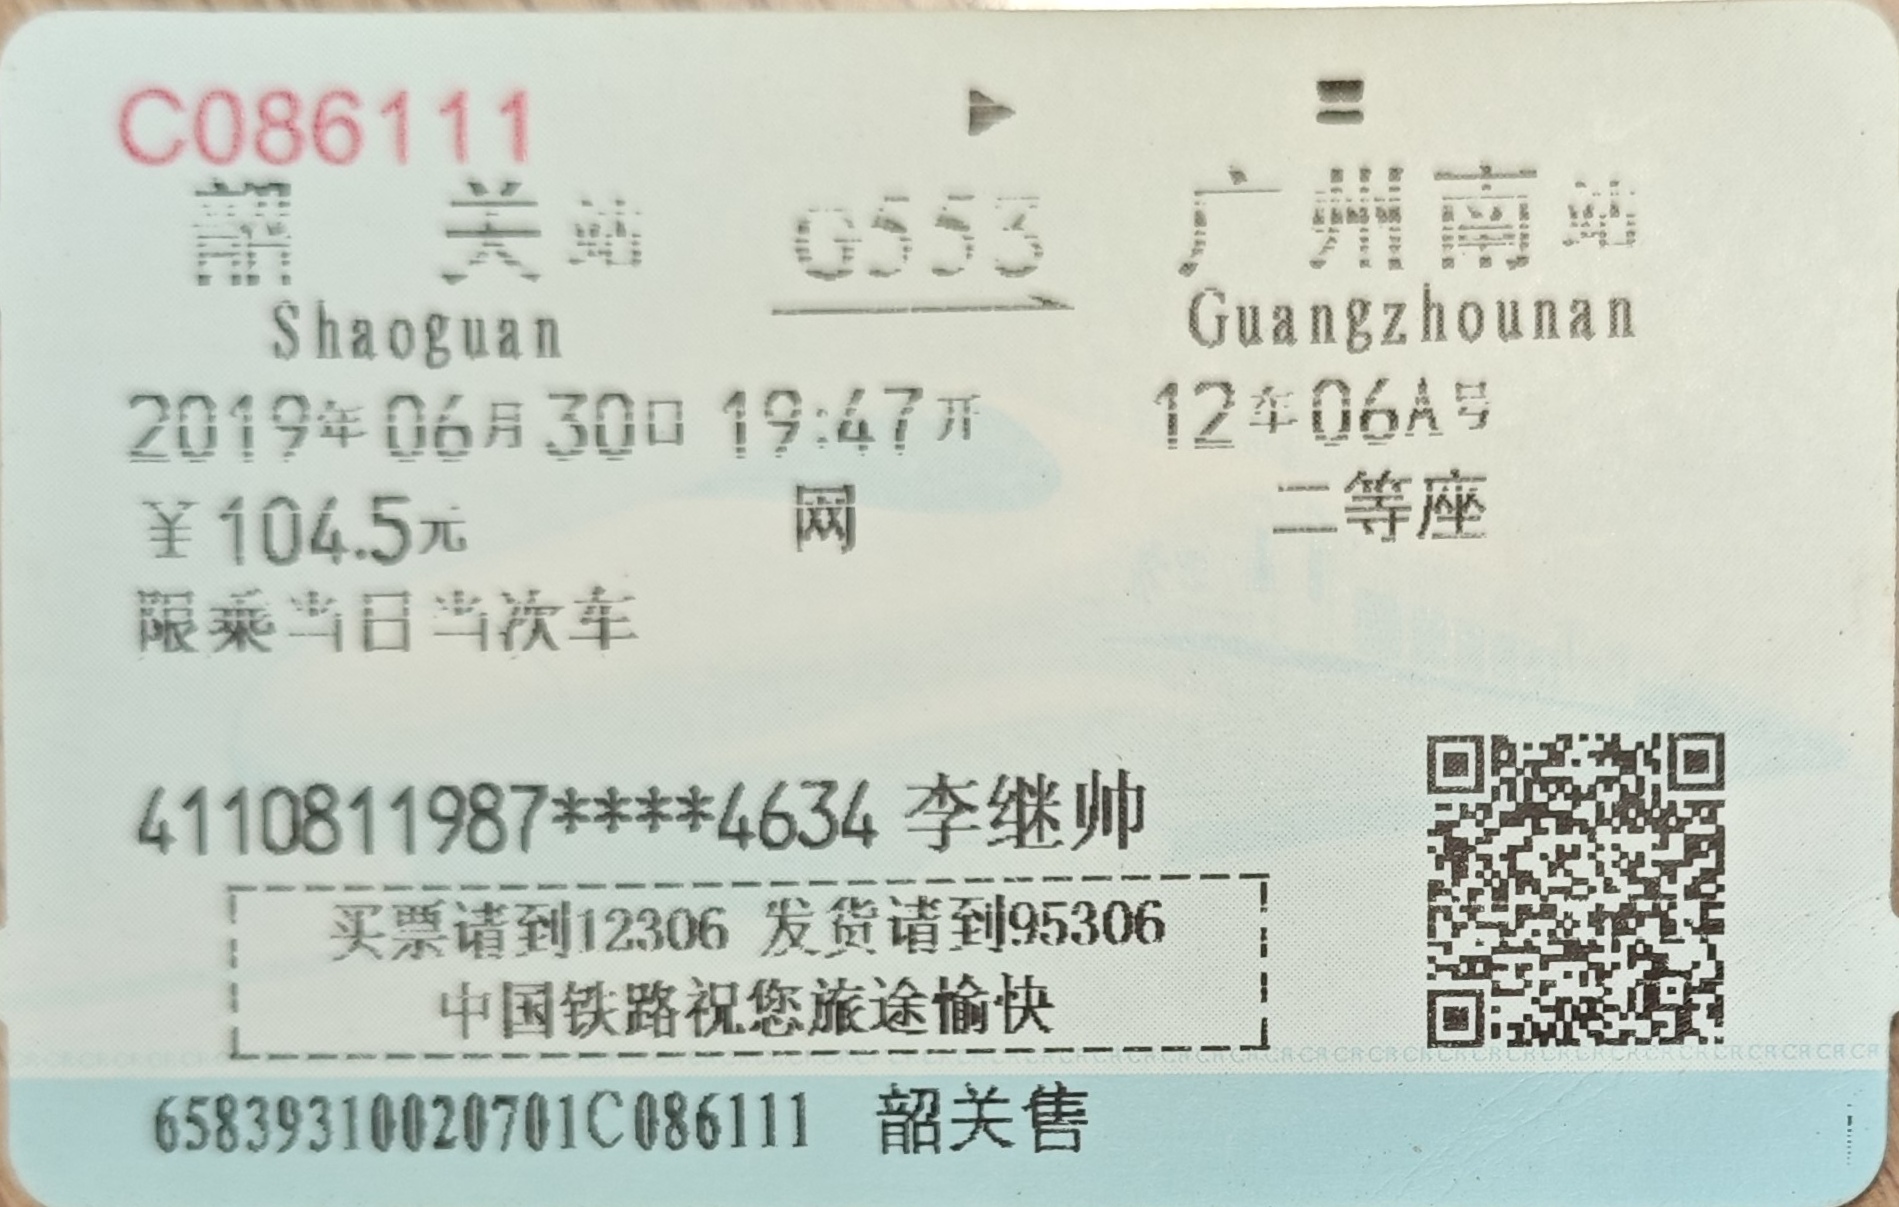 C086111
韶关站 G553 广州南站
Shaoguan Guangzhounan
2019年06月30日 19:47开 12车06A号
¥104.5元 网 二等座
限乘当日当次车
4110811987****4634 李继帅
买票请到12306 发货请到95306
中国铁路祝您旅途愉快
CRCRCRCR CRCRCRCRCRCRCRCRCRCRCR
65839310020701C086111 韶关售